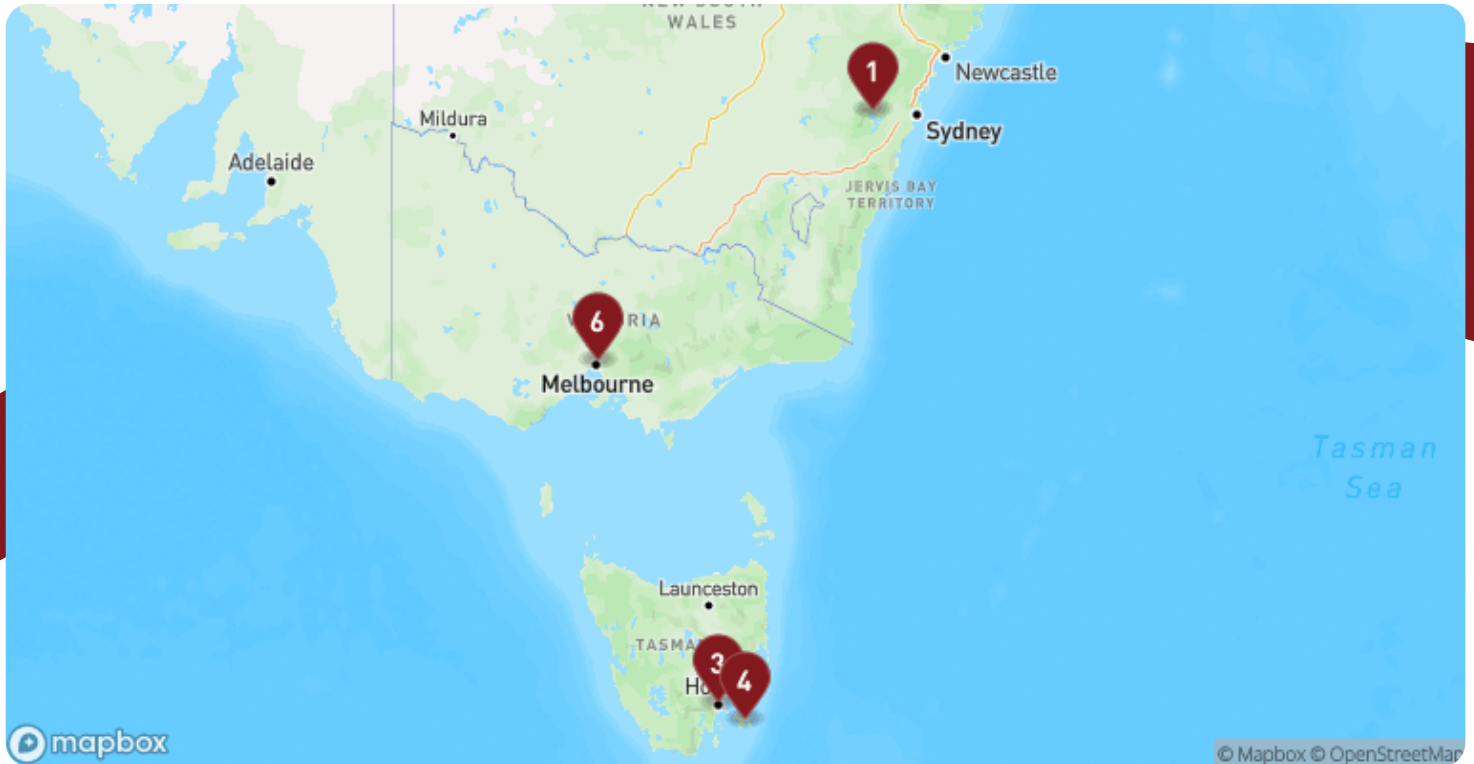 WALES
1
Newcastle
Mildura
Sydney
Adelaide
JERVIS BAY
TERRITORY
6
Melbourne
Tasman
Sea
Launceston
3
4
mapbox
© Mapbox © OpenStreetMap